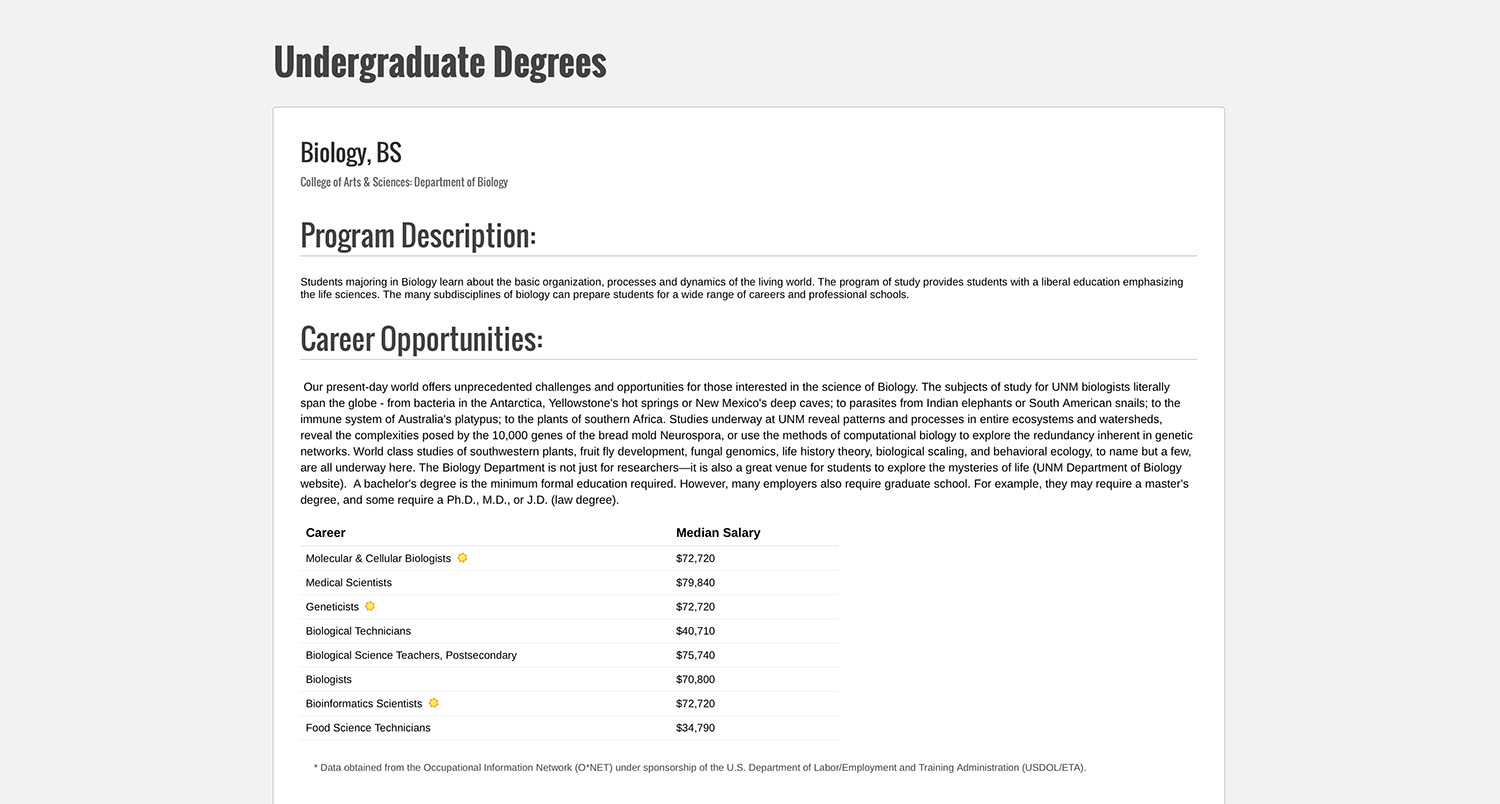 Undergraduate Degrees
Biology, BS
College of Arts & Sciences: Department of Biology
Program Description:
Students majoring in Biology learn about the basic organization, processes and dynamics of the living world. The program of study provides students with a liberal education emphasizing
the life sciences. The many subdisciplines of biology can prepare students for a wide range of careers and professional schools.
Career Opportunities:
Our present-day world offers unprecedented challenges and opportunities for those interested in the science of Biology. The subjects of study for UNM biologists literally
span the globe - from bacteria in the Antarctica, Yellowstone's hot springs or New Mexico's deep caves; to parasites from Indian elephants or South American snails; to the
immune system of Australia's platypus; to the plants of southern Africa. Studies underway at UNM reveal patterns and processes in entire ecosystems and watersheds,
reveal the complexities posed by the 10,000 genes of the bread mold Neurospora, or use the methods of computational biology to explore the redundancy inherent in genetic
networks. World class studies of southwestern plants, fruit fly development, fungal genomics, life history theory, biological scaling, and behavioral ecology, to name but a few,
are all underway here. The Biology Department is not just for researchers—it is also a great venue for students to explore the mysteries of life (UNM Department of Biology
website).  A bachelor's degree is the minimum formal education required. However, many employers also require graduate school. For example, they may require a master's
degree, and some require a Ph.D., M.D., or J.D. (law degree).
Career Median Salary
Molecular & Cellular Biologists $72,720
Medical Scientists $79,840
Geneticists $72,720
Biological Technicians $40,710
Biological Science Teachers, Postsecondary $75,740
Biologists $70,800
Bioinformatics Scientists $72,720
Food Science Technicians $34,790
* Data obtained from the Occupational Information Network (O*NET) under sponsorship of the U.S. Department of Labor/Employment and Training Administration (USDOL/ETA).